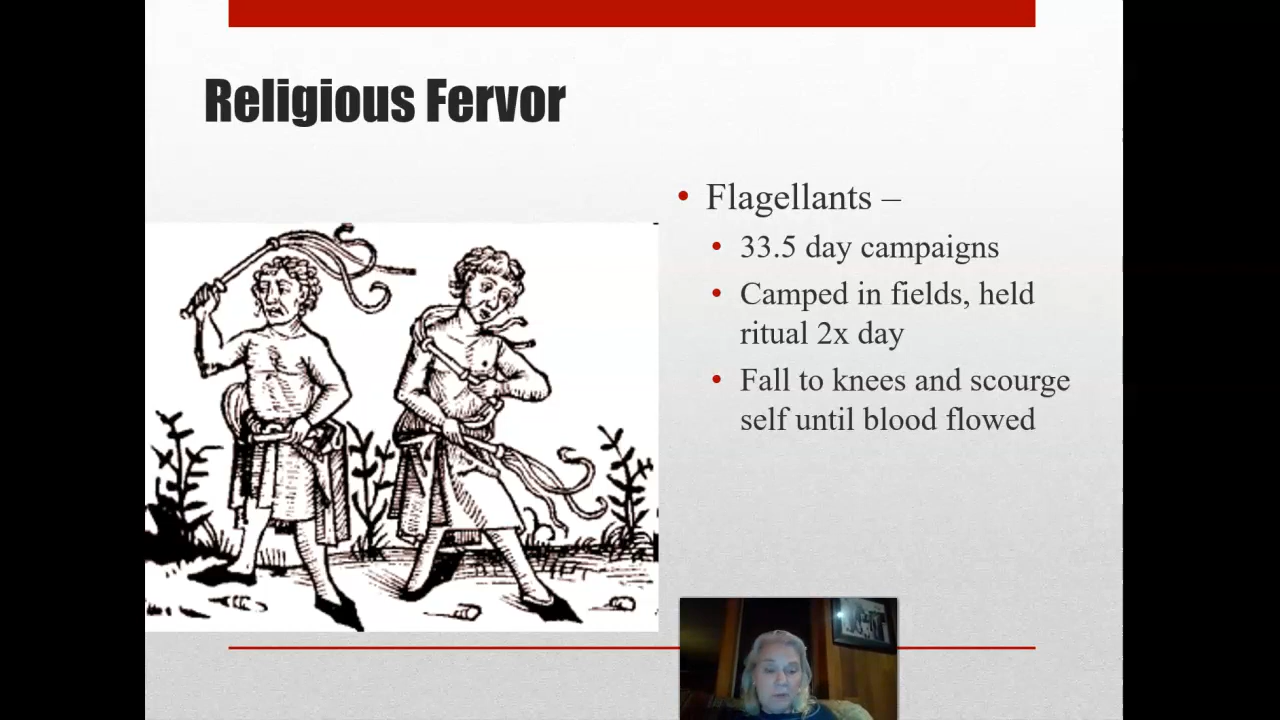 Religious Fervor
• Flagellants –
• 33.5 day campaigns
• Camped in fields, held
ritual 2x day
• Fall to knees and scourge
self until blood flowed